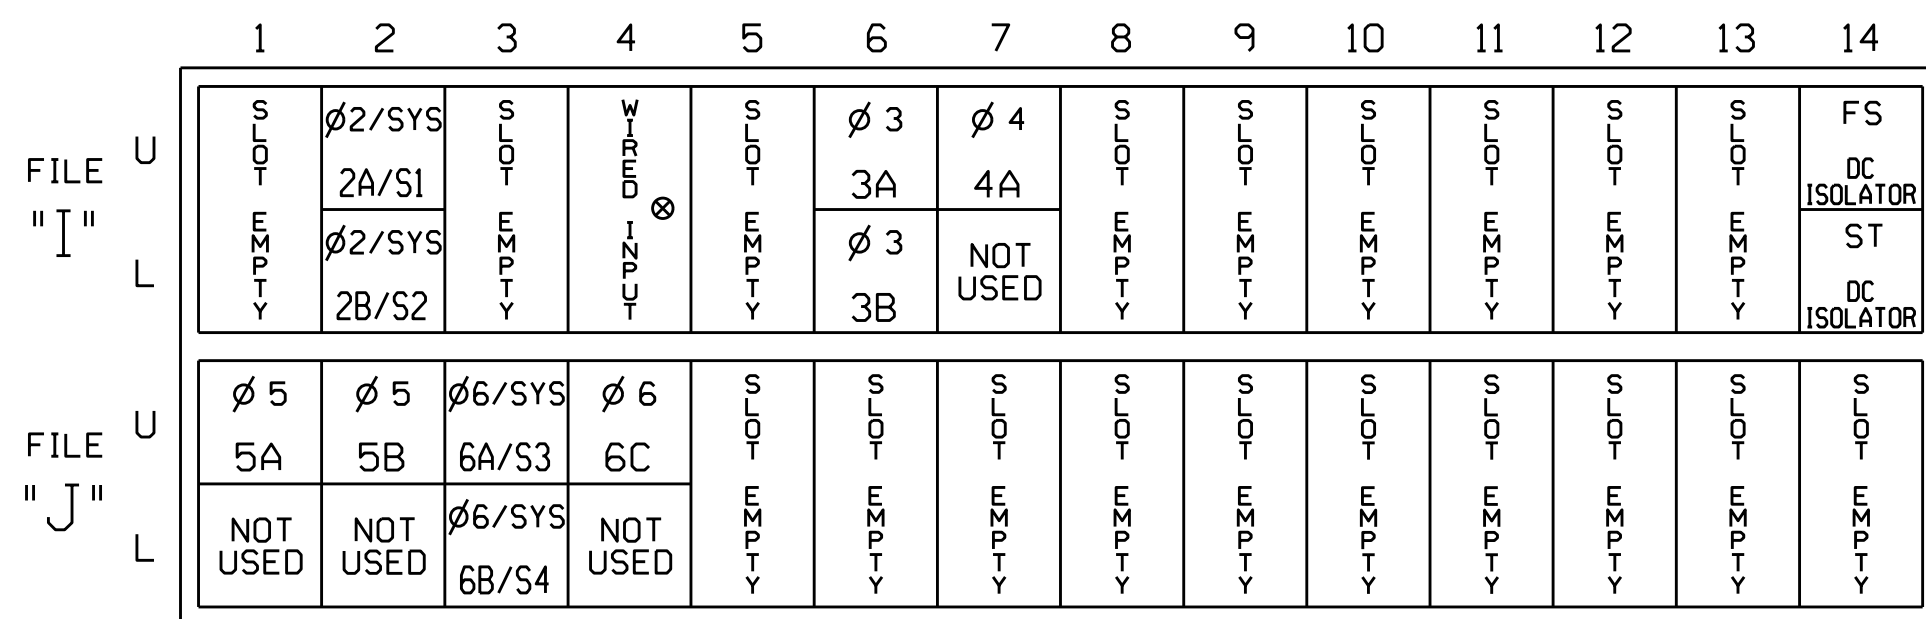 1 2 3 4 5 6 7 8 9 10 11 12 13 14
FILE "I"
U
L
SLOT EMPTY
Ø2/SYS
2A/S1
Ø2/SYS
2B/S2
SLOT EMPTY
WIRED INPUT ⊗
SLOT EMPTY
Ø 3
3A
Ø 3
3B
Ø 4
4A
NOT
USED
SLOT EMPTY
SLOT EMPTY
SLOT EMPTY
SLOT EMPTY
SLOT EMPTY
SLOT EMPTY
FS
DC
ISOLATOR
ST
DC
ISOLATOR
FILE "J"
U
L
Ø 5
5A
NOT
USED
Ø 5
5B
NOT
USED
Ø6/SYS
6A/S3
Ø6/SYS
6B/S4
Ø 6
6C
NOT
USED
SLOT EMPTY
SLOT EMPTY
SLOT EMPTY
SLOT EMPTY
SLOT EMPTY
SLOT EMPTY
SLOT EMPTY
SLOT EMPTY
SLOT EMPTY
SLOT EMPTY